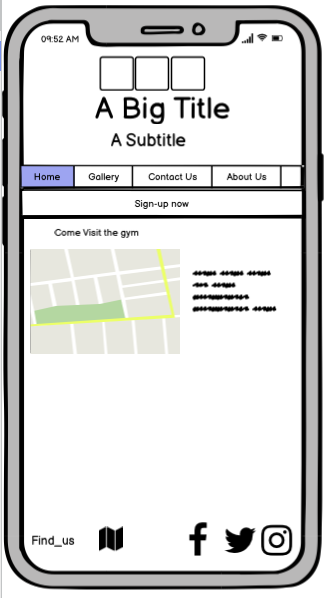 09:52 AM
A Big Title
A Subtitle
Home Gallery Contact Us About Us
Sign-up now
Come Visit the gym
Find_us